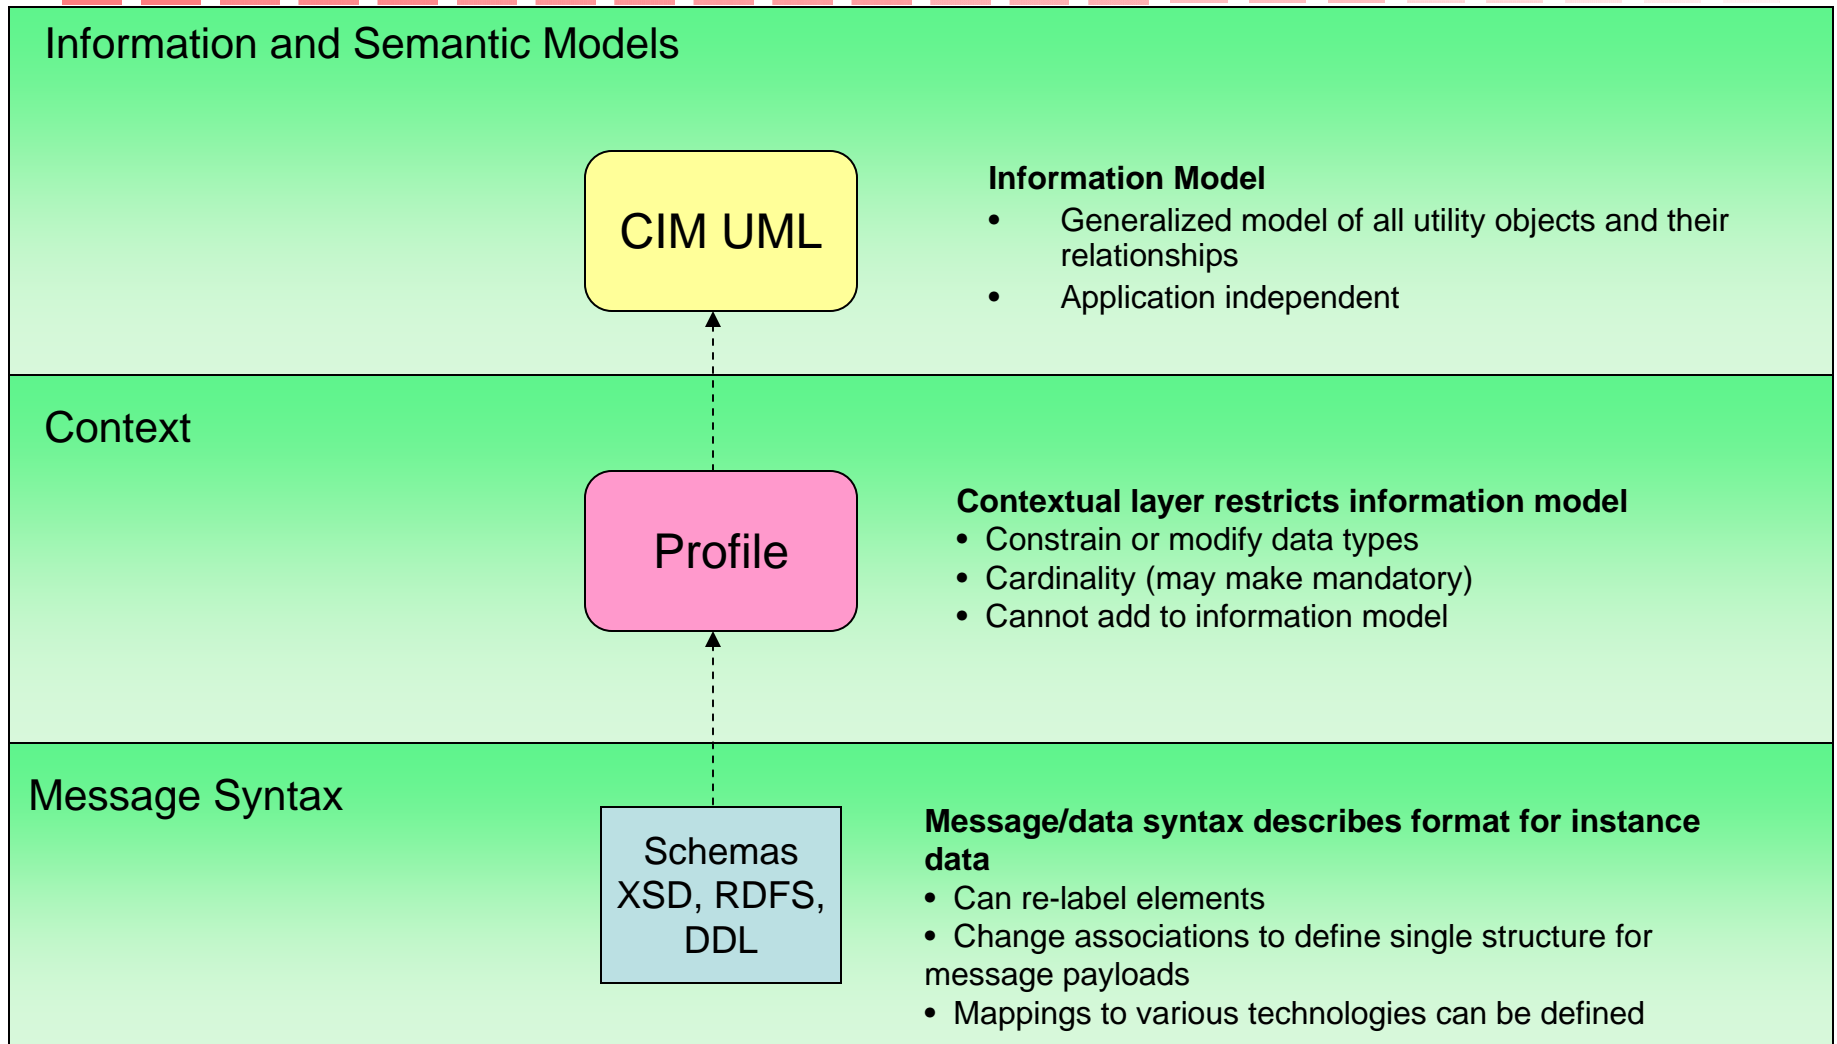 Information and Semantic Models
CIM UML
Information Model
• Generalized model of all utility objects and their
relationships
• Application independent
Context
Profile
Contextual layer restricts information model
• Constrain or modify data types
• Cardinality (may make mandatory)
• Cannot add to information model
Message Syntax
Schemas
XSD, RDFS,
DDL
Message/data syntax describes format for instance
data
• Can re-label elements
• Change associations to define single structure for
message payloads
• Mappings to various technologies can be defined